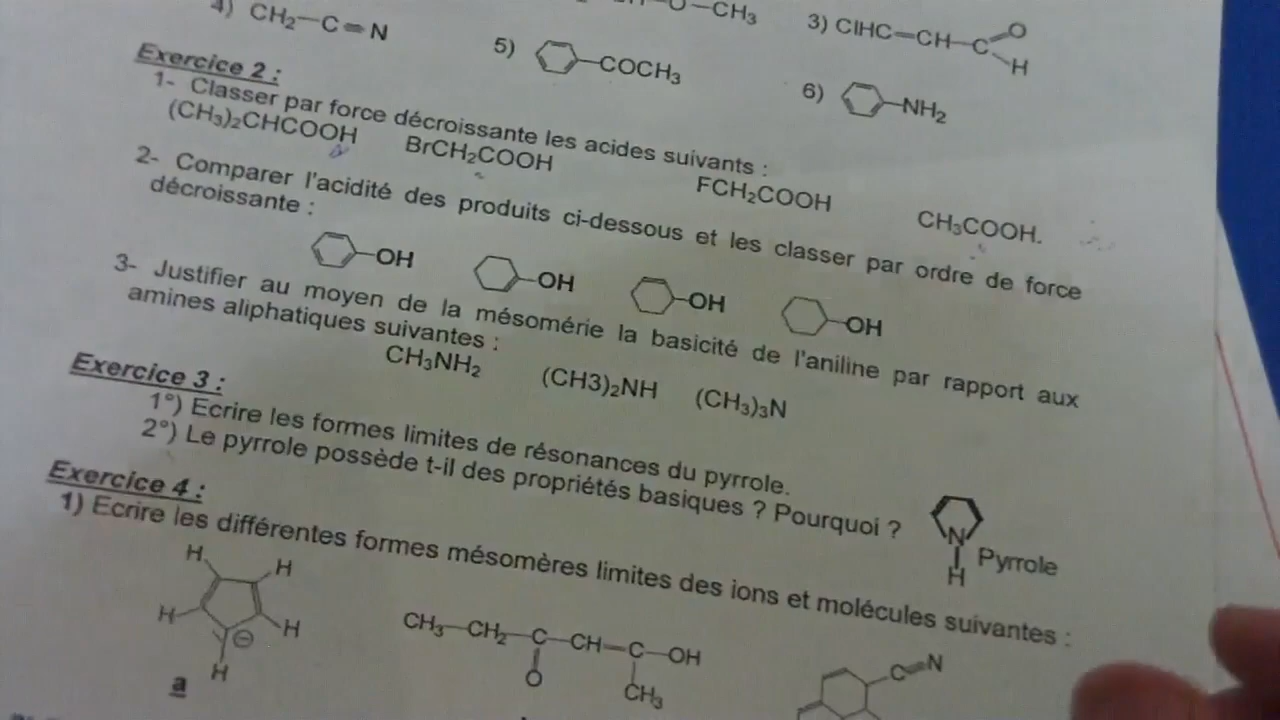 4) CH₂—C≡N
O—CH₃
3) ClHC=CH—C
O
H
5)
—COCH₃
6)
—NH₂
Exercice 2 :
1- Classer par force décroissante les acides suivants :
(CH₃)₂CHCOOH BrCH₂COOH FCH₂COOH CH₃COOH.
2- Comparer l'acidité des produits ci-dessous et les classer par ordre de force
décroissante :
—OH —OH —OH —OH
3- Justifier au moyen de la mésomérie la basicité de l'aniline par rapport aux
amines aliphatiques suivantes :
CH₃NH₂ (CH3)₂NH (CH₃)₃N
Exercice 3 :
1°) Ecrire les formes limites de résonances du pyrrole.
2°) Le pyrrole possède t-il des propriétés basiques ? Pourquoi ?
N
H
Pyrrole
Exercice 4 :
1) Ecrire les différentes formes mésomères limites des ions et molécules suivantes :
H H
H H
⊖
H
a
CH₃—CH₂—C—CH=C—OH
O
CH₃
C≡N